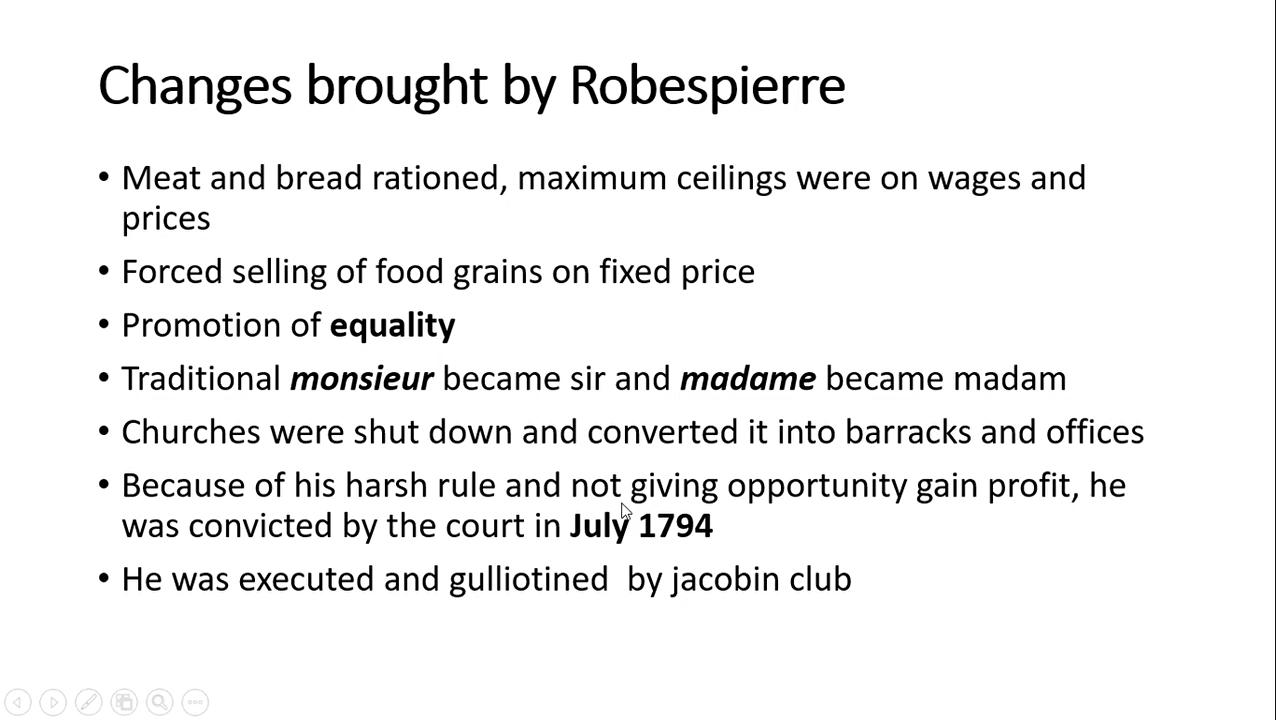 Changes brought by Robespierre
• Meat and bread rationed, maximum ceilings were on wages and
prices
• Forced selling of food grains on fixed price
• Promotion of equality
• Traditional monsieur became sir and madame became madam
• Churches were shut down and converted it into barracks and offices
• Because of his harsh rule and not giving opportunity gain profit, he
was convicted by the court in July 1794
• He was executed and gulliotined  by jacobin club